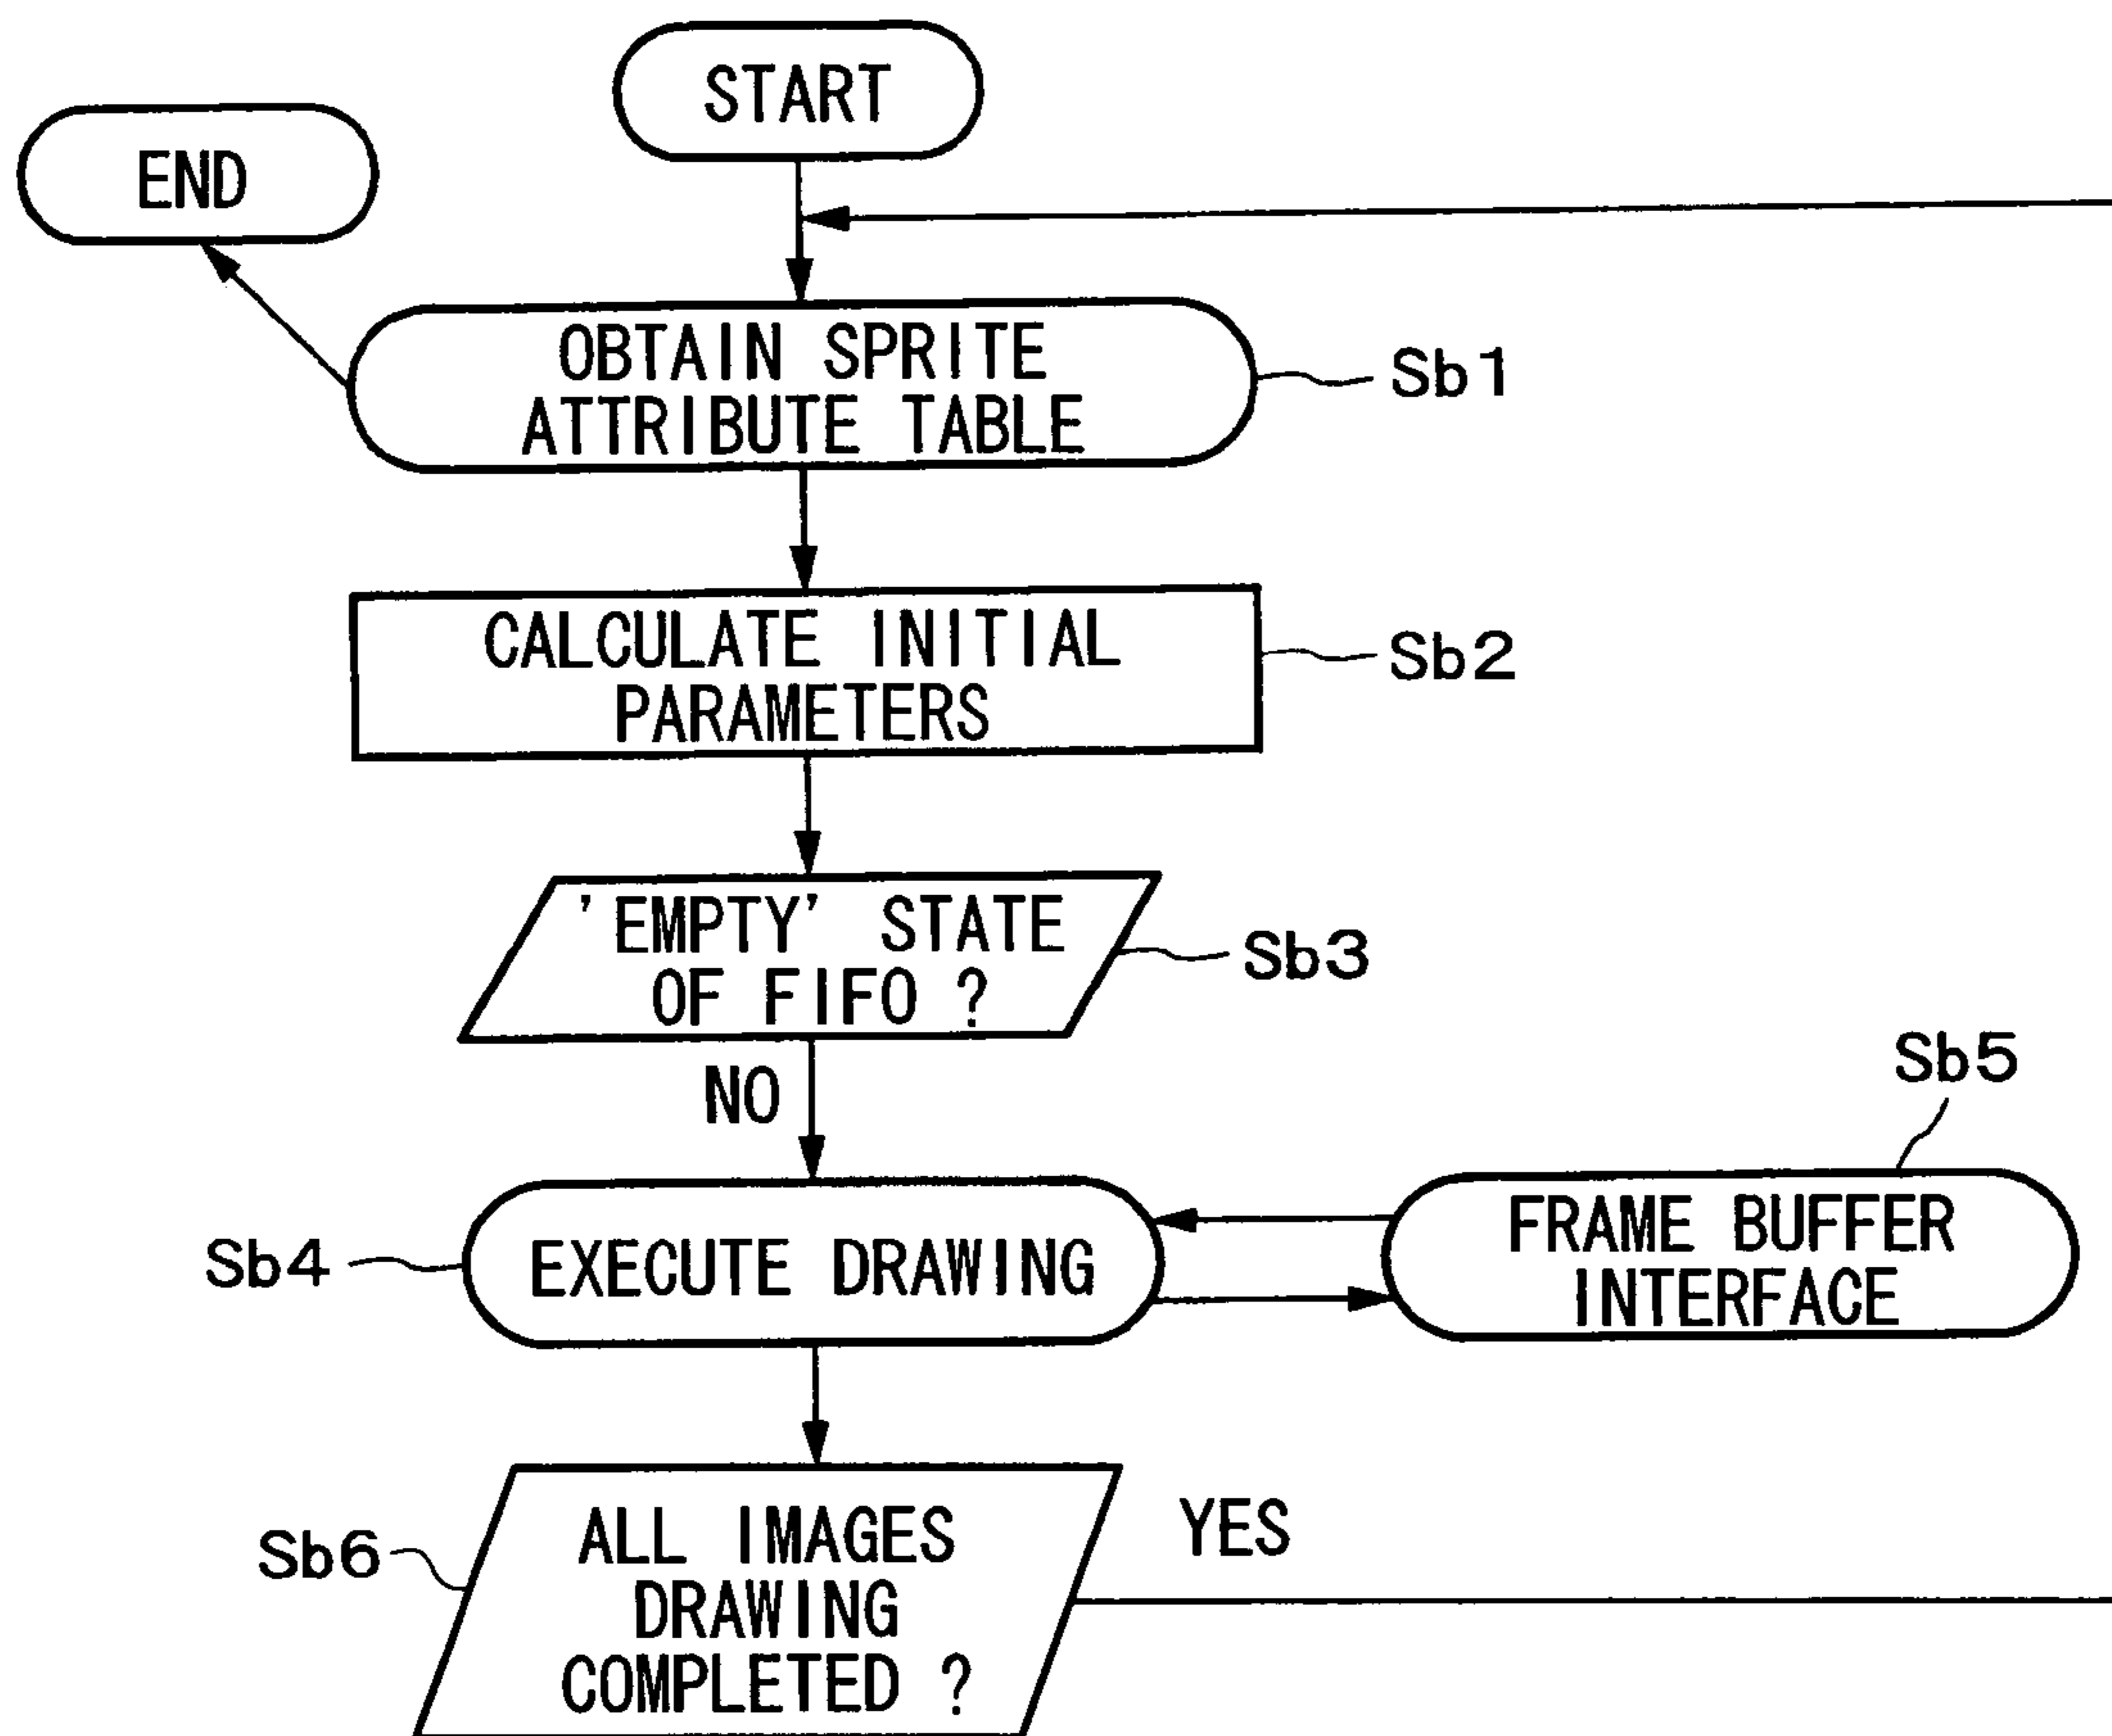 START
END
OBTAIN SPRITE
ATTRIBUTE TABLE
Sb1
CALCULATE INITIAL
PARAMETERS
Sb2
'EMPTY' STATE
OF FIFO ?
Sb3
NO
Sb5
Sb4
EXECUTE DRAWING
FRAME BUFFER
INTERFACE
Sb6
ALL IMAGES
DRAWING
COMPLETED ?
YES